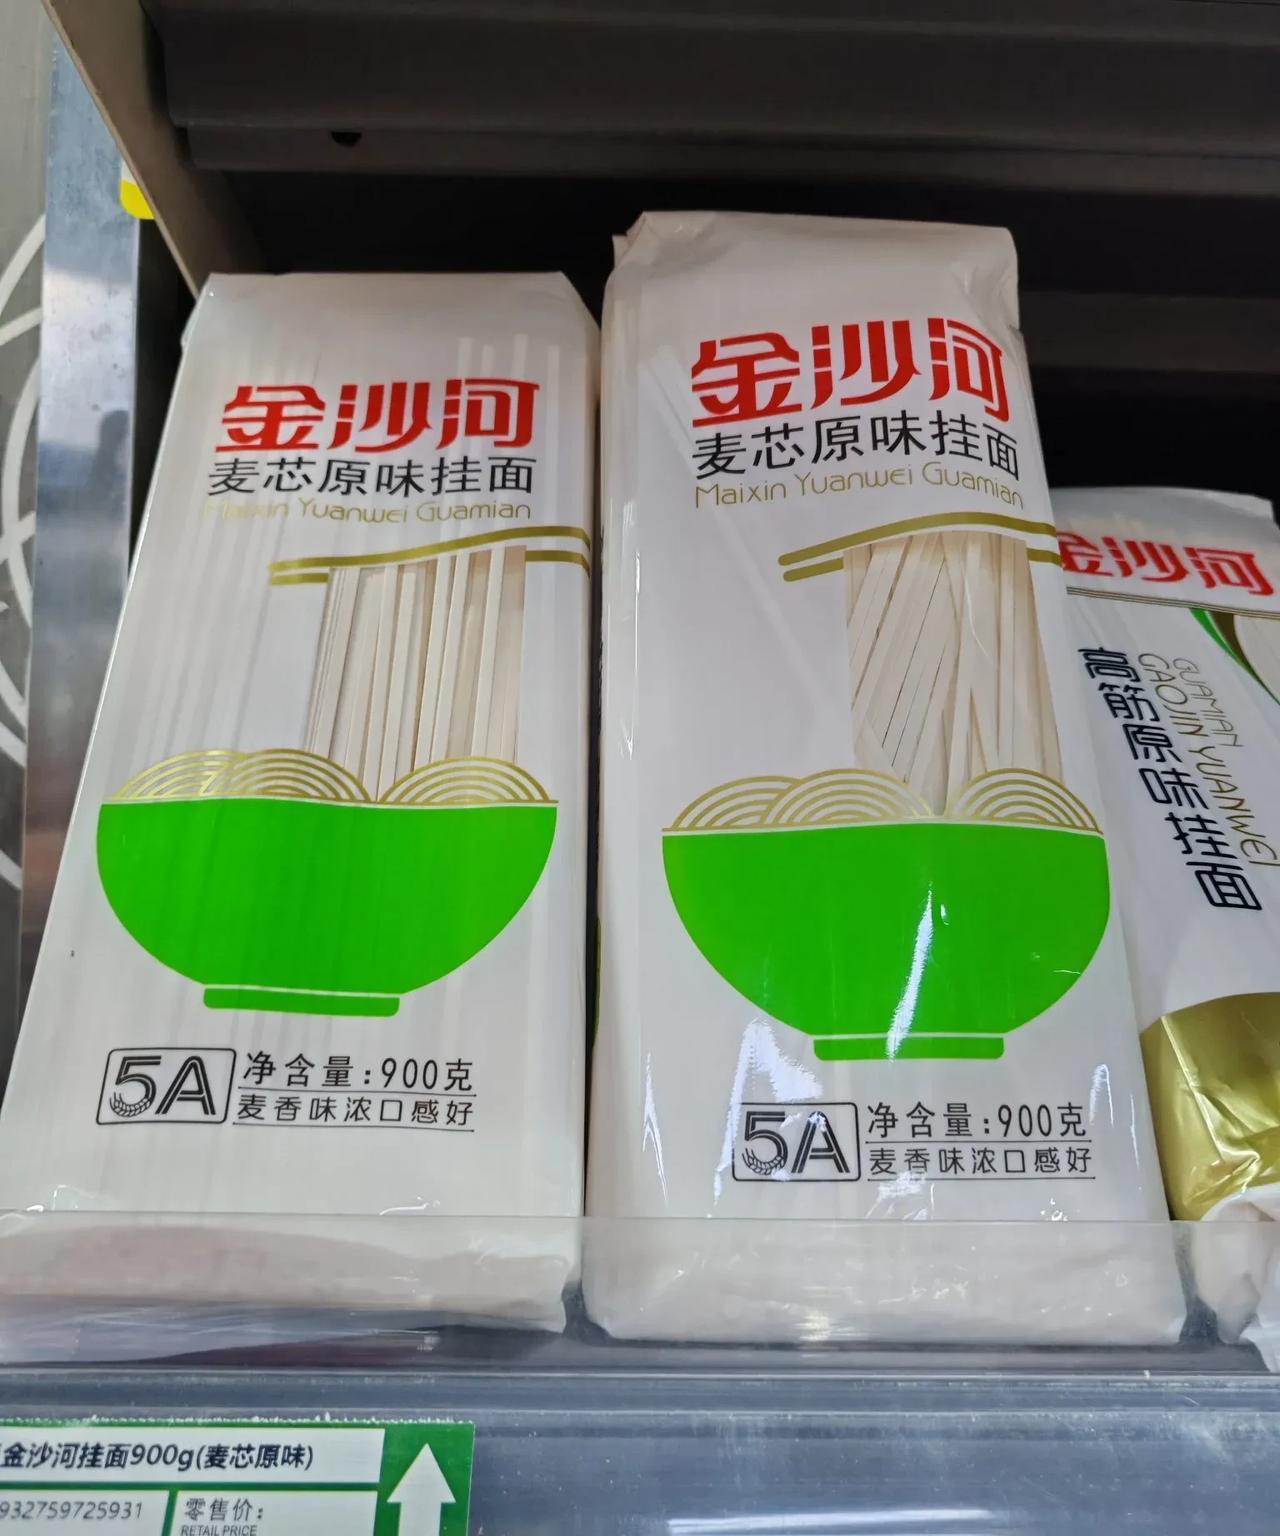 金沙河
麦芯原味挂面
Maixin Yuanwei Guamian
5A
净含量:900克
麦香味浓口感好
金沙河
麦芯原味挂面
Maixin Yuanwei Guamian
5A
净含量:900克
麦香味浓口感好
金沙河
高筋原味挂面
GAOJIN YUANWEI
GUAMIAN
金沙河挂面900g(麦芯原味)
932759725931
零售价:
RETAIL PRICE